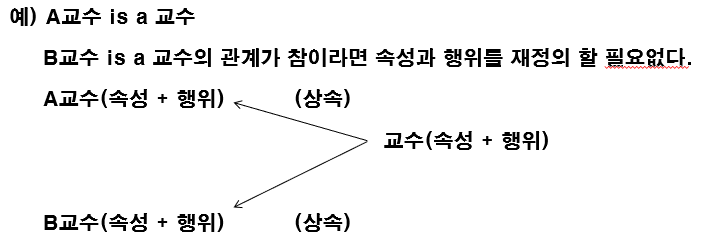 예) A교수 is a 교수
B교수 is a 교수의 관계가 참이라면 속성과 행위를 재정의 할 필요없다.
A교수(속성 + 행위) (상속)
교수(속성 + 행위)
B교수(속성 + 행위) (상속)